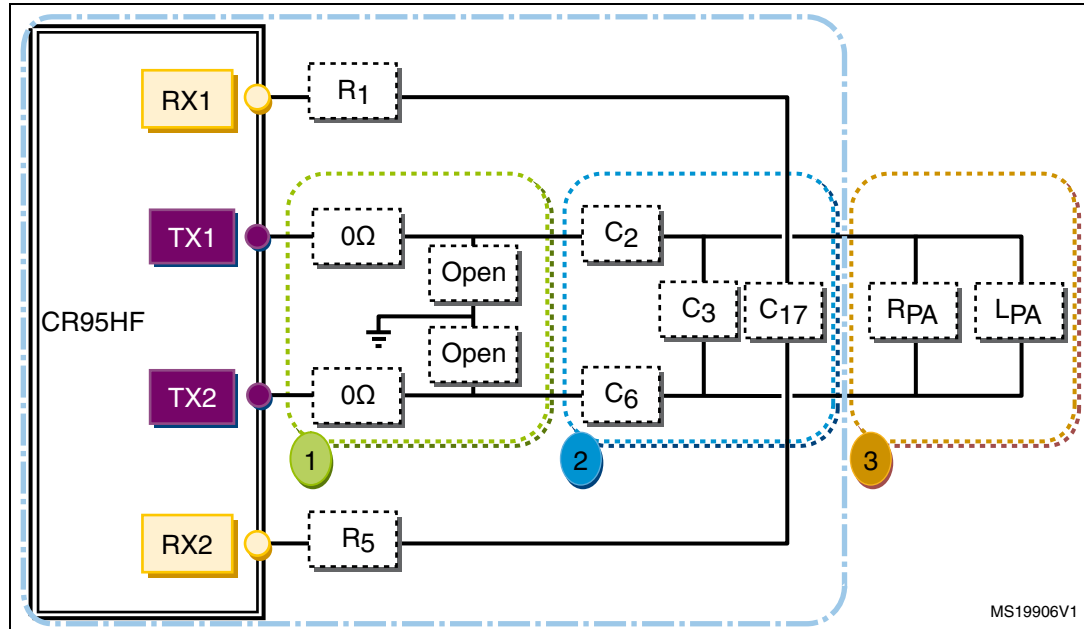 RX1
R1
TX1
0Ω
Open
C2
CR95HF
C3
C17
RPA
LPA
Open
TX2
0Ω
C6
1
2
3
RX2
R5
MS19906V1